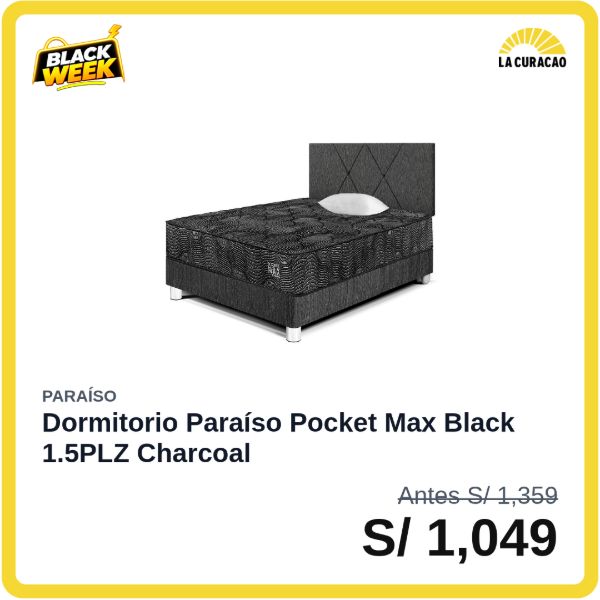 BLACK
WEEK
LA CURACAO
PARAÍSO
Dormitorio Paraíso Pocket Max Black
1.5PLZ Charcoal
Antes S/ 1,359
S/ 1,049